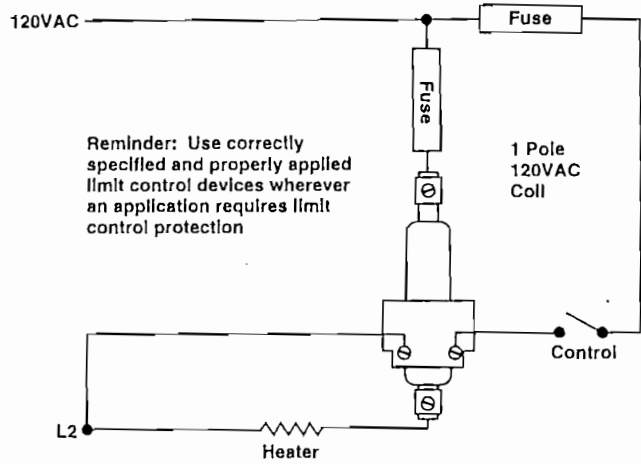 120VAC
Fuse
Fuse
Reminder: Use correctly
specified and properly applied
limit control devices wherever
an application requires limit
control protection
1 Pole
120VAC
Coil
Control
L2
Heater